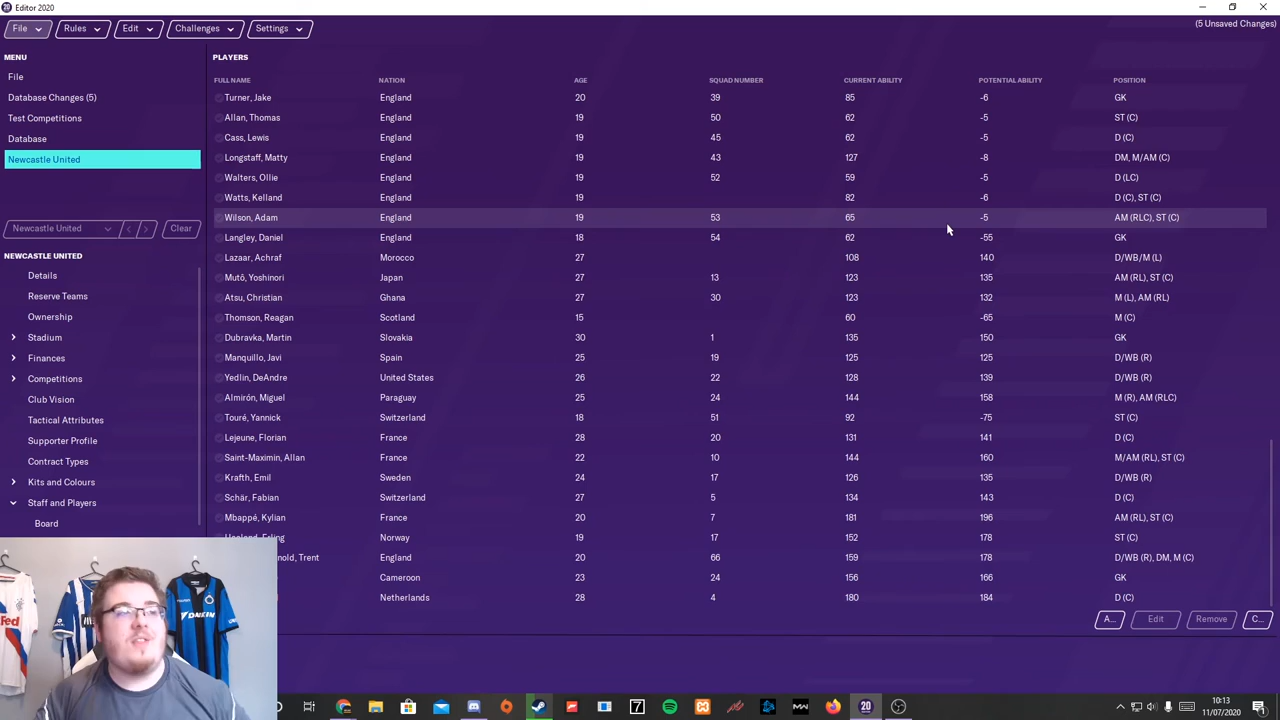 Editor 2020
File Rules Edit Challenges Settings (5 Unsaved Changes)
MENU
File
Database Changes (5)
Test Competitions
Database
Newcastle United
Newcastle United Clear
NEWCASTLE UNITED
Details
Reserve Teams
Ownership
Stadium
Finances
Competitions
Club Vision
Tactical Attributes
Supporter Profile
Contract Types
Kits and Colours
Staff and Players
Board
PLAYERS
FULL NAME NATION AGE SQUAD NUMBER CURRENT ABILITY POTENTIAL ABILITY POSITION
Turner, Jake England 20 39 85 -6 GK
Allan, Thomas England 19 50 62 -5 ST (C)
Cass, Lewis England 19 45 62 -5 D (C)
Longstaff, Matty England 19 43 127 -8 DM, M/AM (C)
Walters, Ollie England 19 52 59 -5 D (LC)
Watts, Kelland England 19 82 -6 D (C), ST (C)
Wilson, Adam England 19 53 65 -5 AM (RLC), ST (C)
Langley, Daniel England 18 54 62 -55 GK
Lazaar, Achraf Morocco 27 108 140 D/WB/M (L)
Mutō, Yoshinori Japan 27 13 123 135 AM (RL), ST (C)
Atsu, Christian Ghana 27 30 123 132 M (L), AM (RL)
Thomson, Reagan Scotland 15 60 -65 M (C)
Dubravka, Martin Slovakia 30 1 135 150 GK
Manquillo, Javi Spain 25 19 125 125 D/WB (R)
Yedlin, DeAndre United States 26 22 128 139 D/WB (R)
Almirón, Miguel Paraguay 25 24 144 158 M (R), AM (RLC)
Touré, Yannick Switzerland 18 51 92 -75 ST (C)
Lejeune, Florian France 28 20 131 141 D (C)
Saint-Maximin, Allan France 22 10 144 160 M/AM (RL), ST (C)
Krafth, Emil Sweden 24 17 126 135 D/WB (R)
Schär, Fabian Switzerland 27 5 134 143 D (C)
Mbappé, Kylian France 20 7 181 196 AM (RL), ST (C)
Erling Norway 19 17 152 178 ST (C)
Trent England 20 66 159 178 D/WB (R), DM, M (C)
Cameroon 23 24 156 166 GK
Netherlands 28 4 180 184 D (C)
A... Edit Remove C...
DAIKIN
10:13
11/07/2020